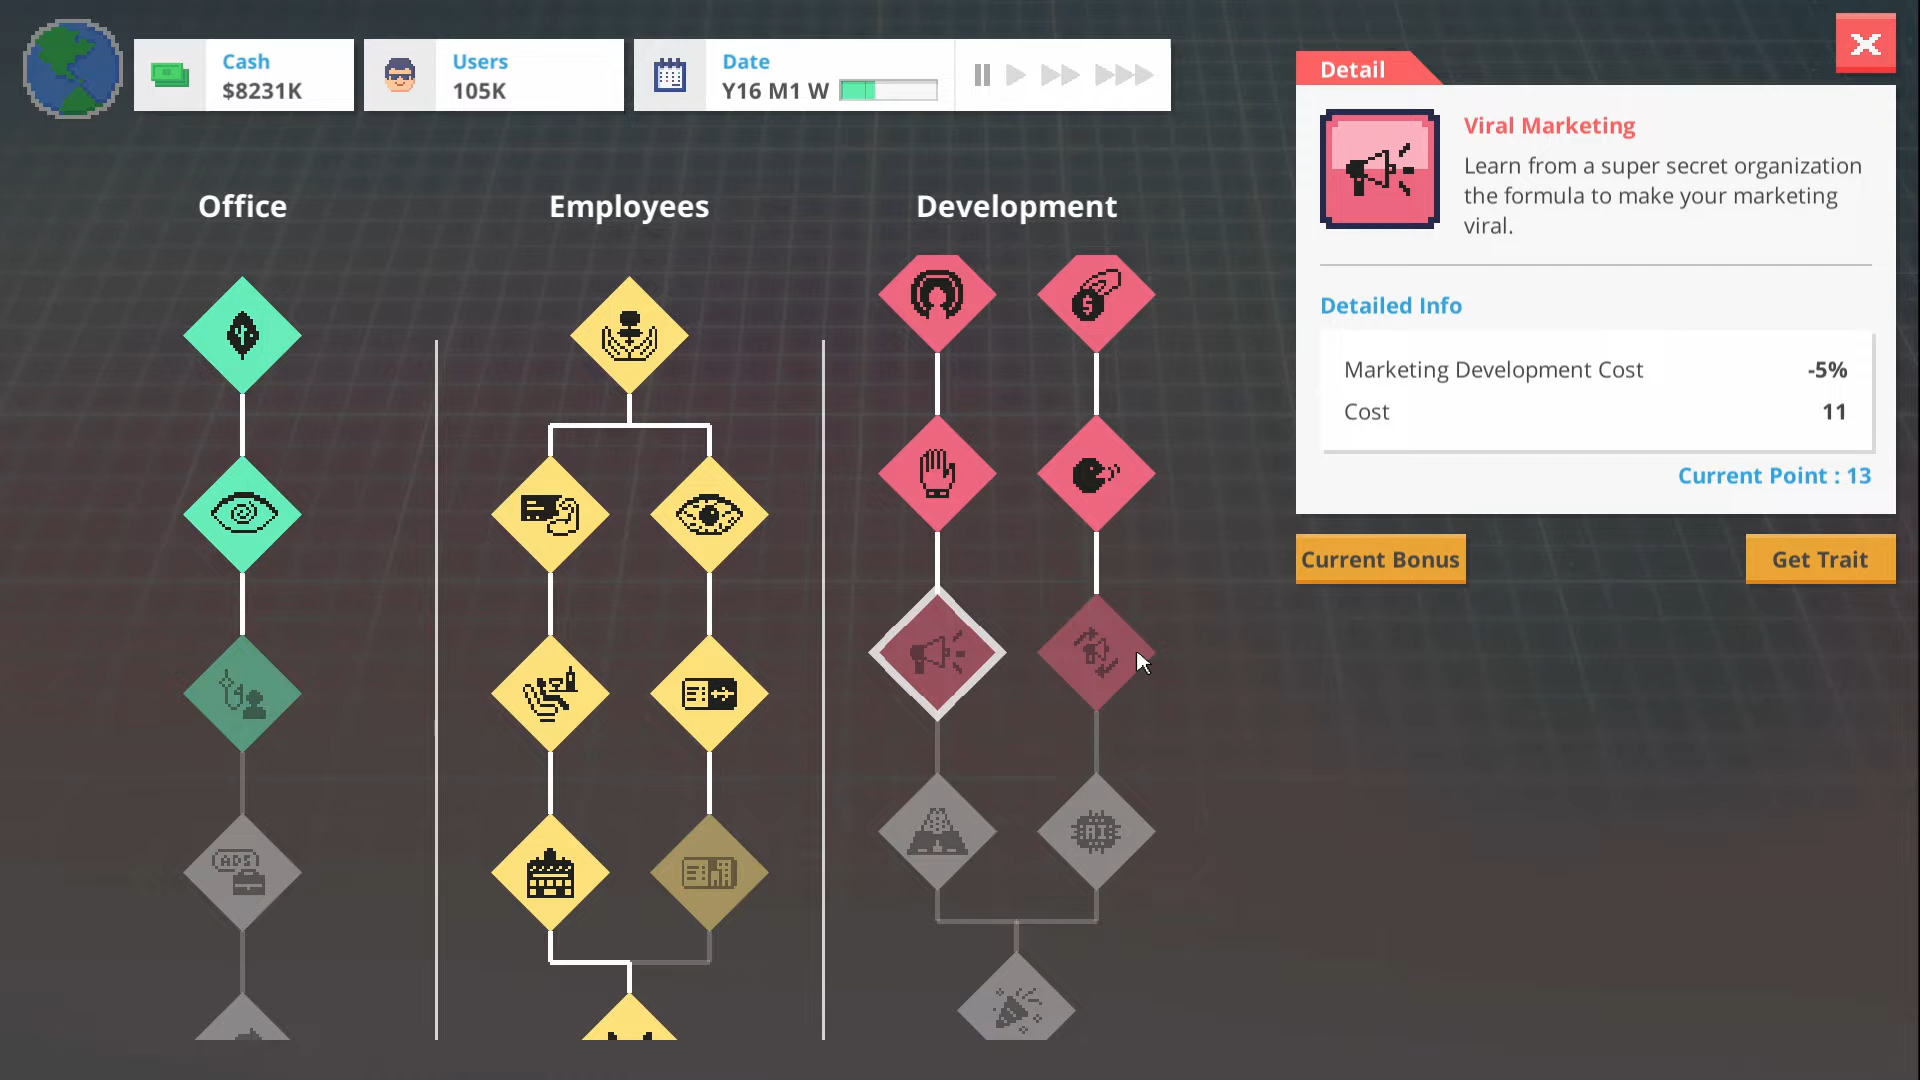 Cash
$8231K
Users
105K
Date
Y16 M1 W
Detail
Viral Marketing
Learn from a super secret organization
the formula to make your marketing
viral.
Detailed Info
Marketing Development Cost -5%
Cost 11
Current Point : 13
Current Bonus
Get Trait
Office
Employees
Development
ADS
AI